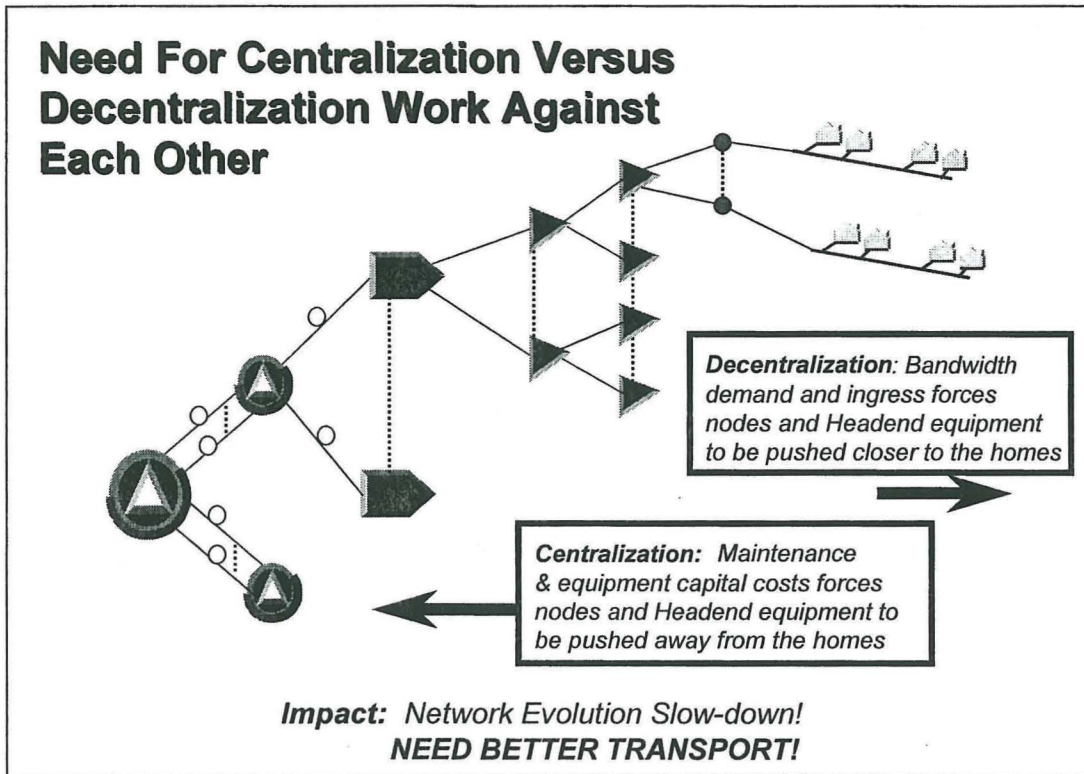 Need For Centralization Versus
Decentralization Work Against
Each Other
Decentralization: Bandwidth
demand and ingress forces
nodes and Headend equipment
to be pushed closer to the homes
Centralization: Maintenance
& equipment capital costs forces
nodes and Headend equipment to
be pushed away from the homes
Impact: Network Evolution Slow-down!
NEED BETTER TRANSPORT!